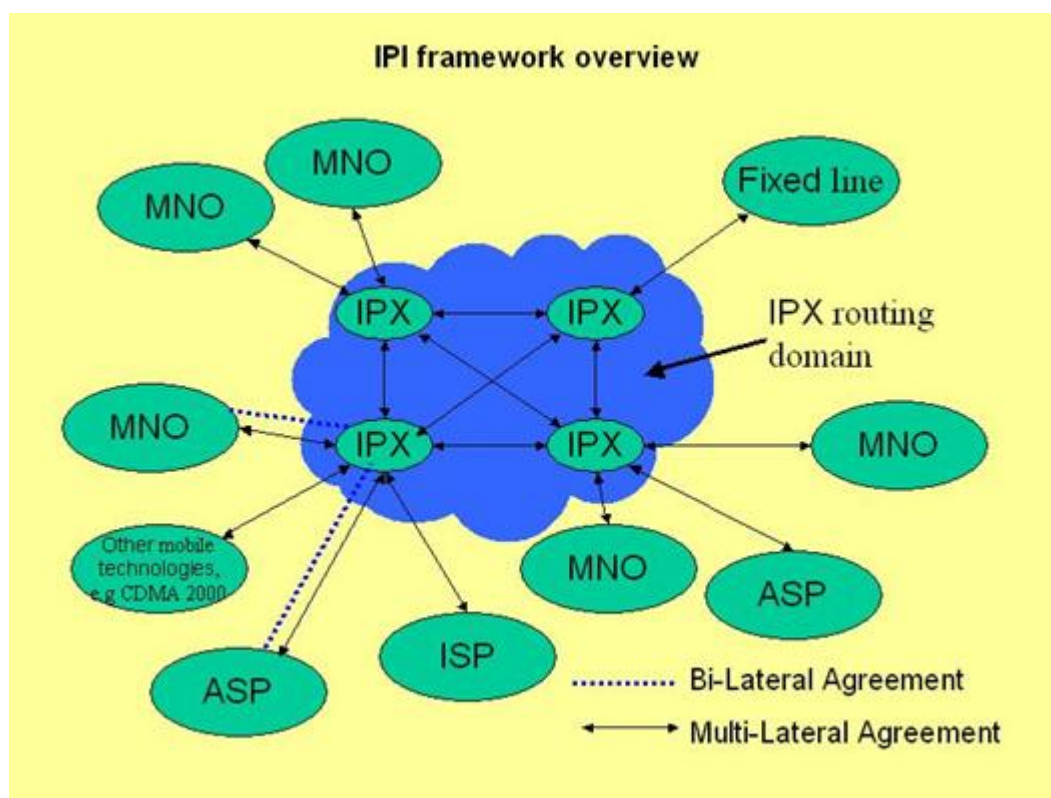 IPI framework overview
MNO
MNO
Fixed line
IPX
IPX
IPX routing
domain
MNO
IPX
IPX
MNO
Other mobile
technologies,
e.g CDMA 2000
MNO
ASP
ISP
ASP
Bi-Lateral Agreement
Multi-Lateral Agreement